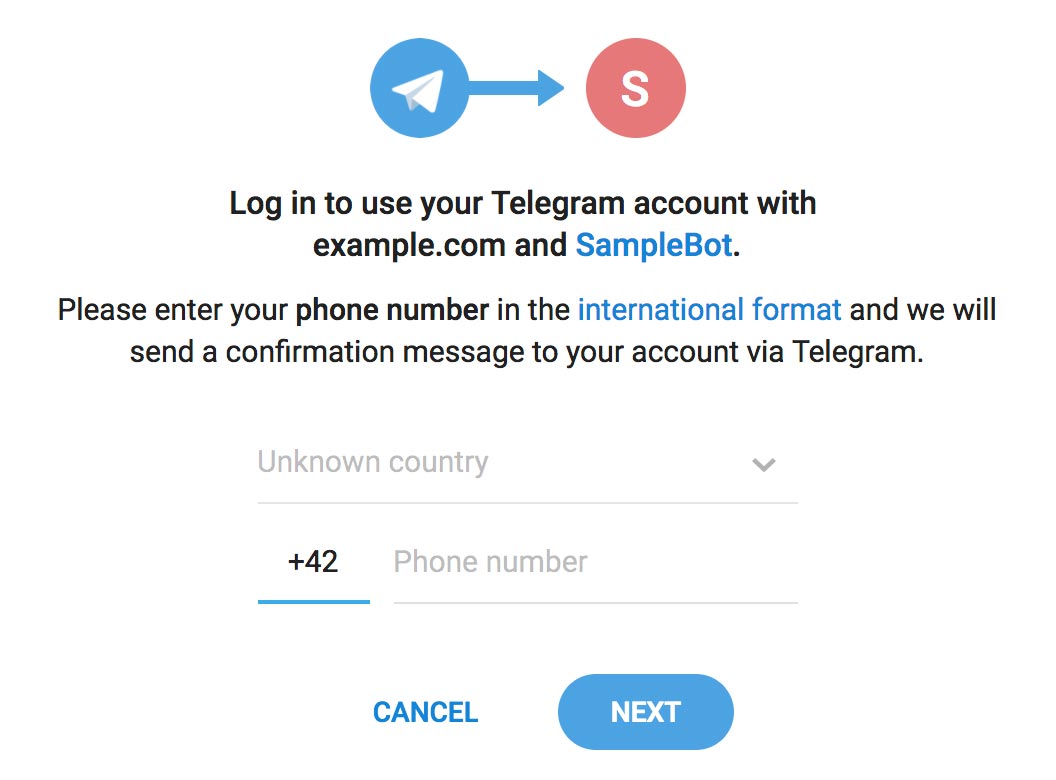 S
Log in to use your Telegram account with
example.com and SampleBot.
Please enter your phone number in the international format and we will
send a confirmation message to your account via Telegram.
Unknown country
+42 Phone number
CANCEL NEXT